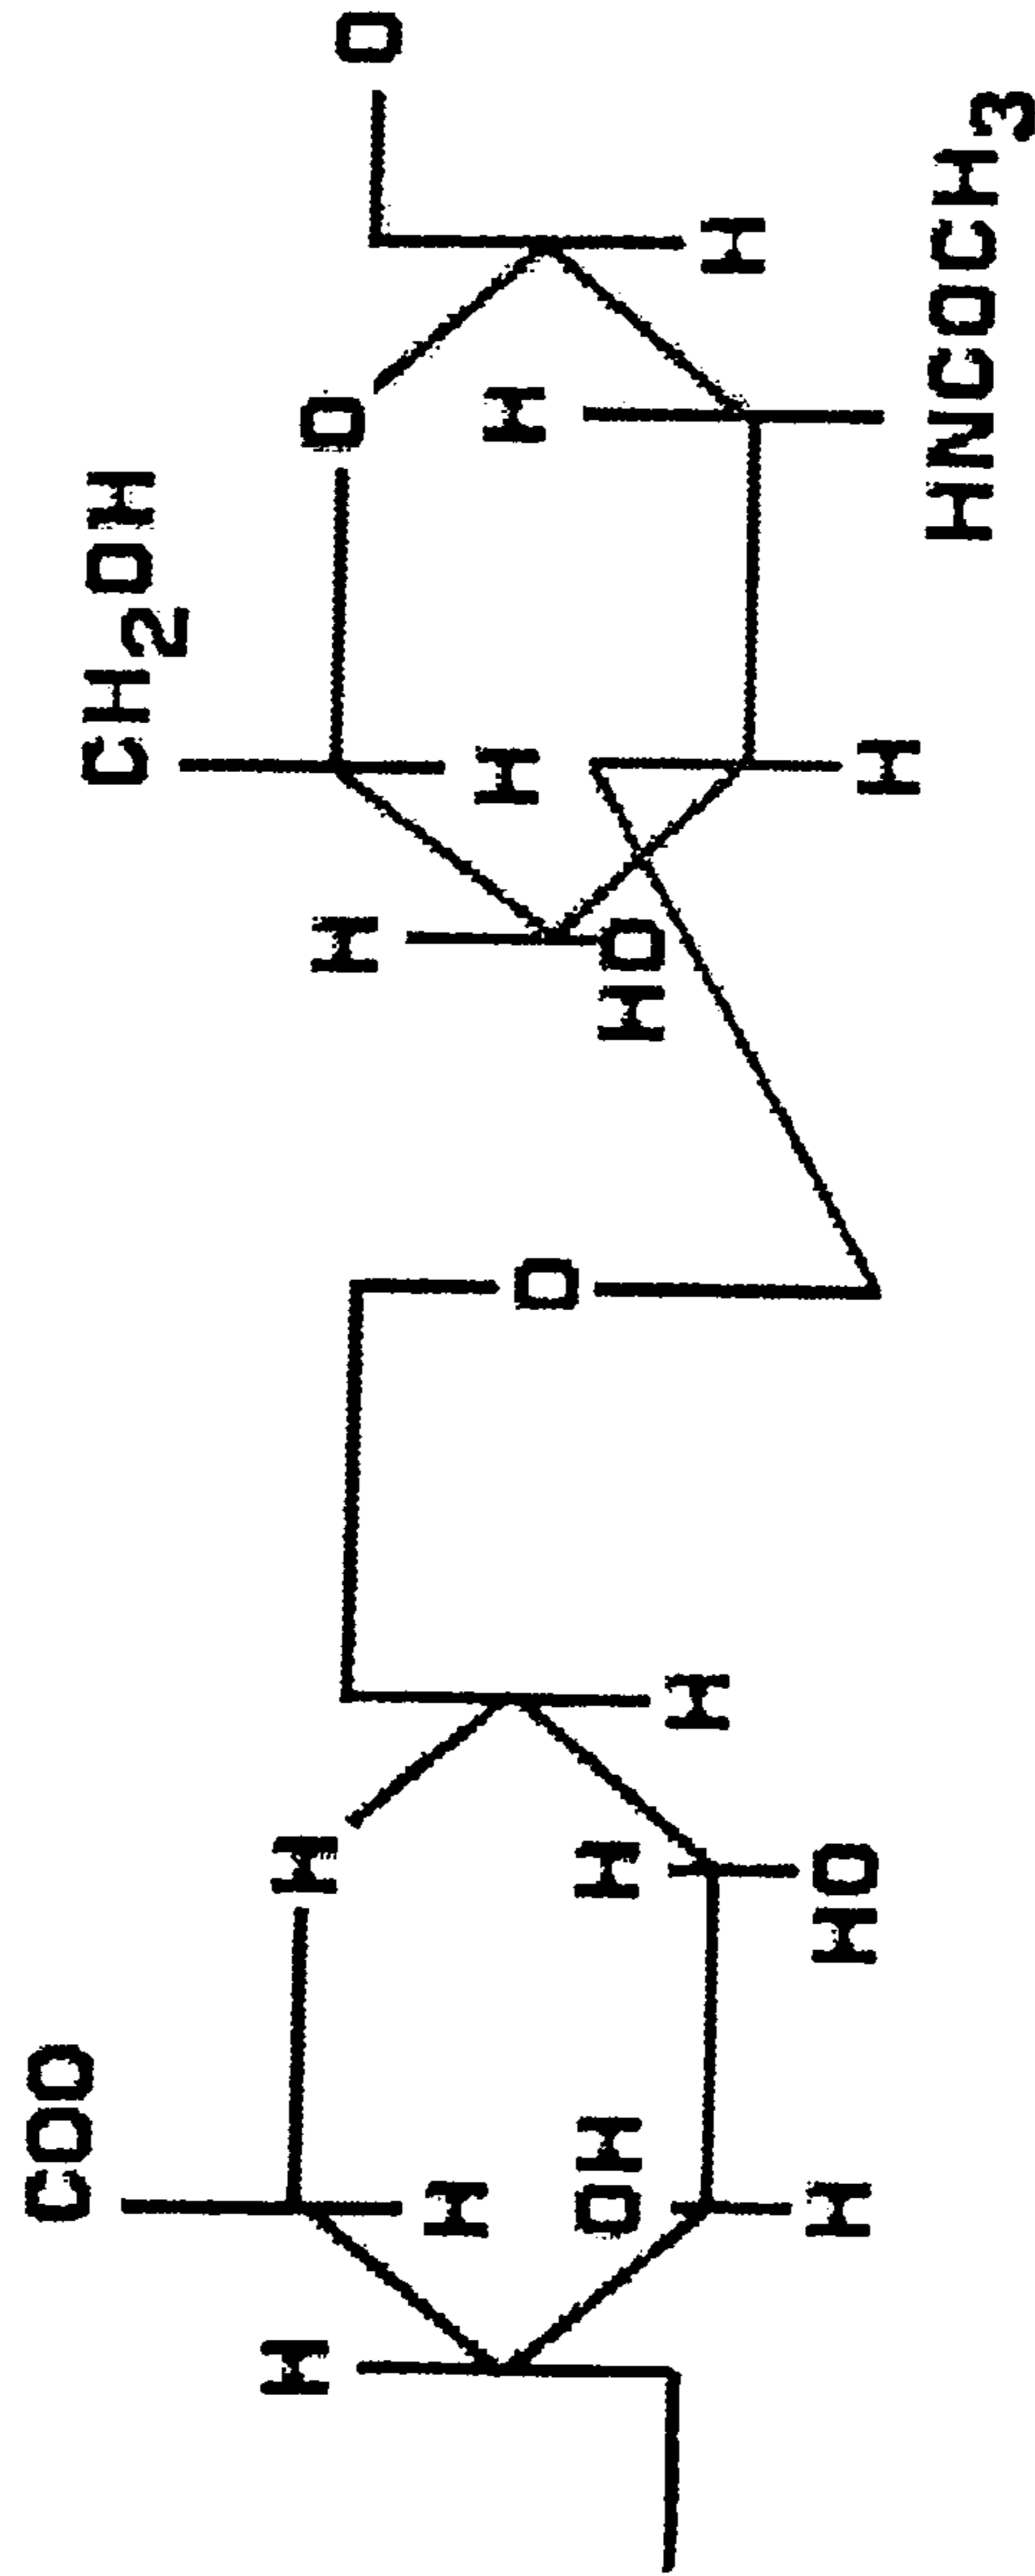 COO CH₂OH
H H H O O
H H H
O
OH H HO
H H
H HO H
HNCOCH₃